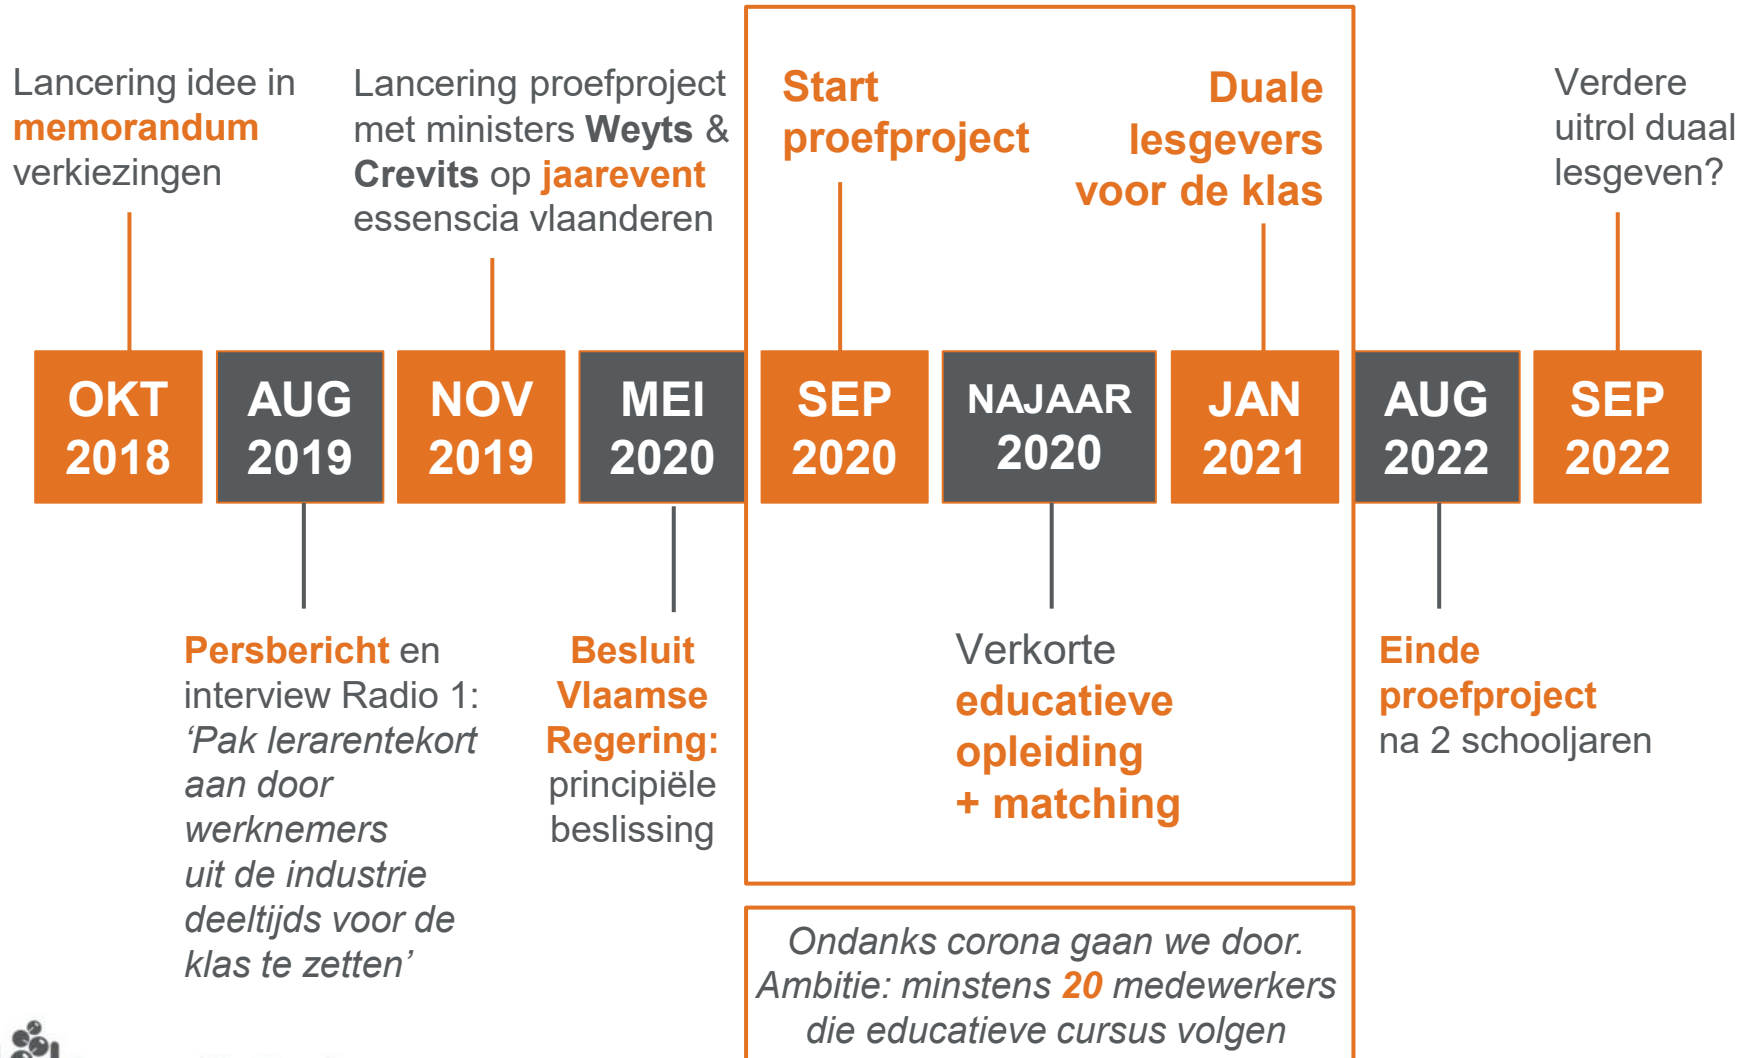 Lancering idee in
memorandum
verkiezingen
Lancering proefproject
met ministers Weyts &
Crevits op jaarevent
essenscia vlaanderen
Start
proefproject
Duale
lesgevers
voor de klas
Verdere
uitrol duaal
lesgeven?
OKT
2018
AUG
2019
NOV
2019
MEI
2020
SEP
2020
NAJAAR
2020
JAN
2021
AUG
2022
SEP
2022
Persbericht en
interview Radio 1:
‘Pak lerarentekort
aan door
werknemers
uit de industrie
deeltijds voor de
klas te zetten’
Besluit
Vlaamse
Regering:
principiële
beslissing
Verkorte
educatieve
opleiding
+ matching
Einde
proefproject
na 2 schooljaren
Ondanks corona gaan we door.
Ambitie: minstens 20 medewerkers
die educatieve cursus volgen